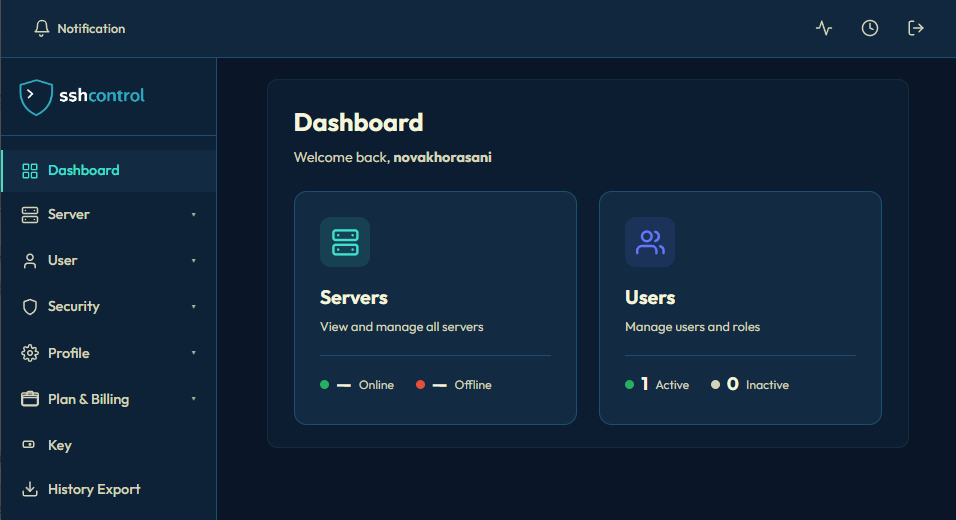 Notification
sshcontrol
Dashboard
Server
User
Security
Profile
Plan & Billing
Key
History Export
Dashboard
Welcome back, novakhorasani
Servers
View and manage all servers
— Online — Offline
Users
Manage users and roles
1 Active 0 Inactive